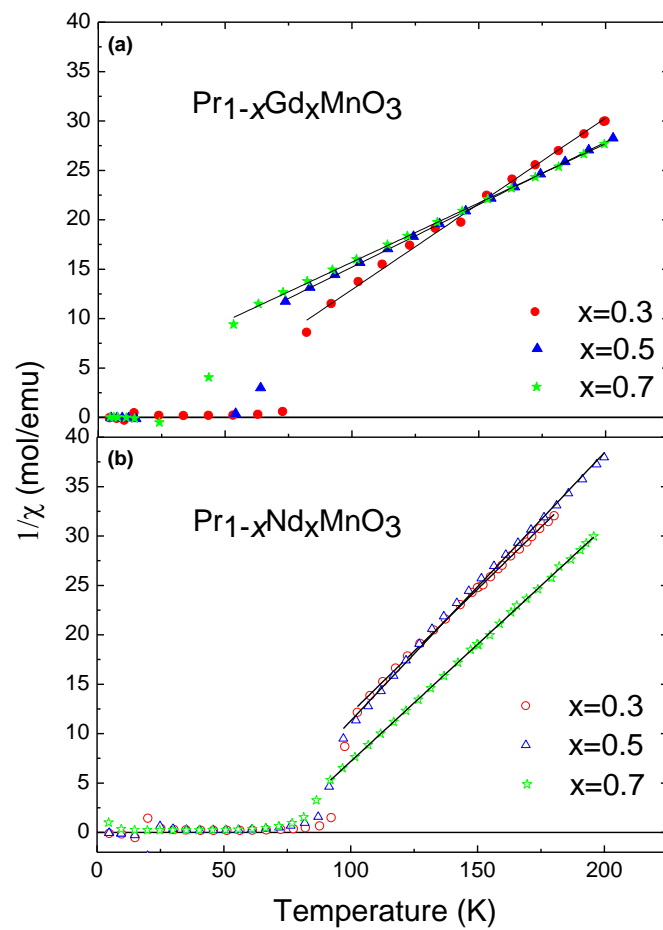 40
(a)
35
Pr1-xGdxMnO3
30
25
20
15
10
5
0
x=0.3
x=0.5
x=0.7
1/χ (mol/emu)
40
(b)
35
Pr1-xNdxMnO3
30
25
20
15
10
5
0
x=0.3
x=0.5
x=0.7
0 50 100 150 200
Temperature (K)